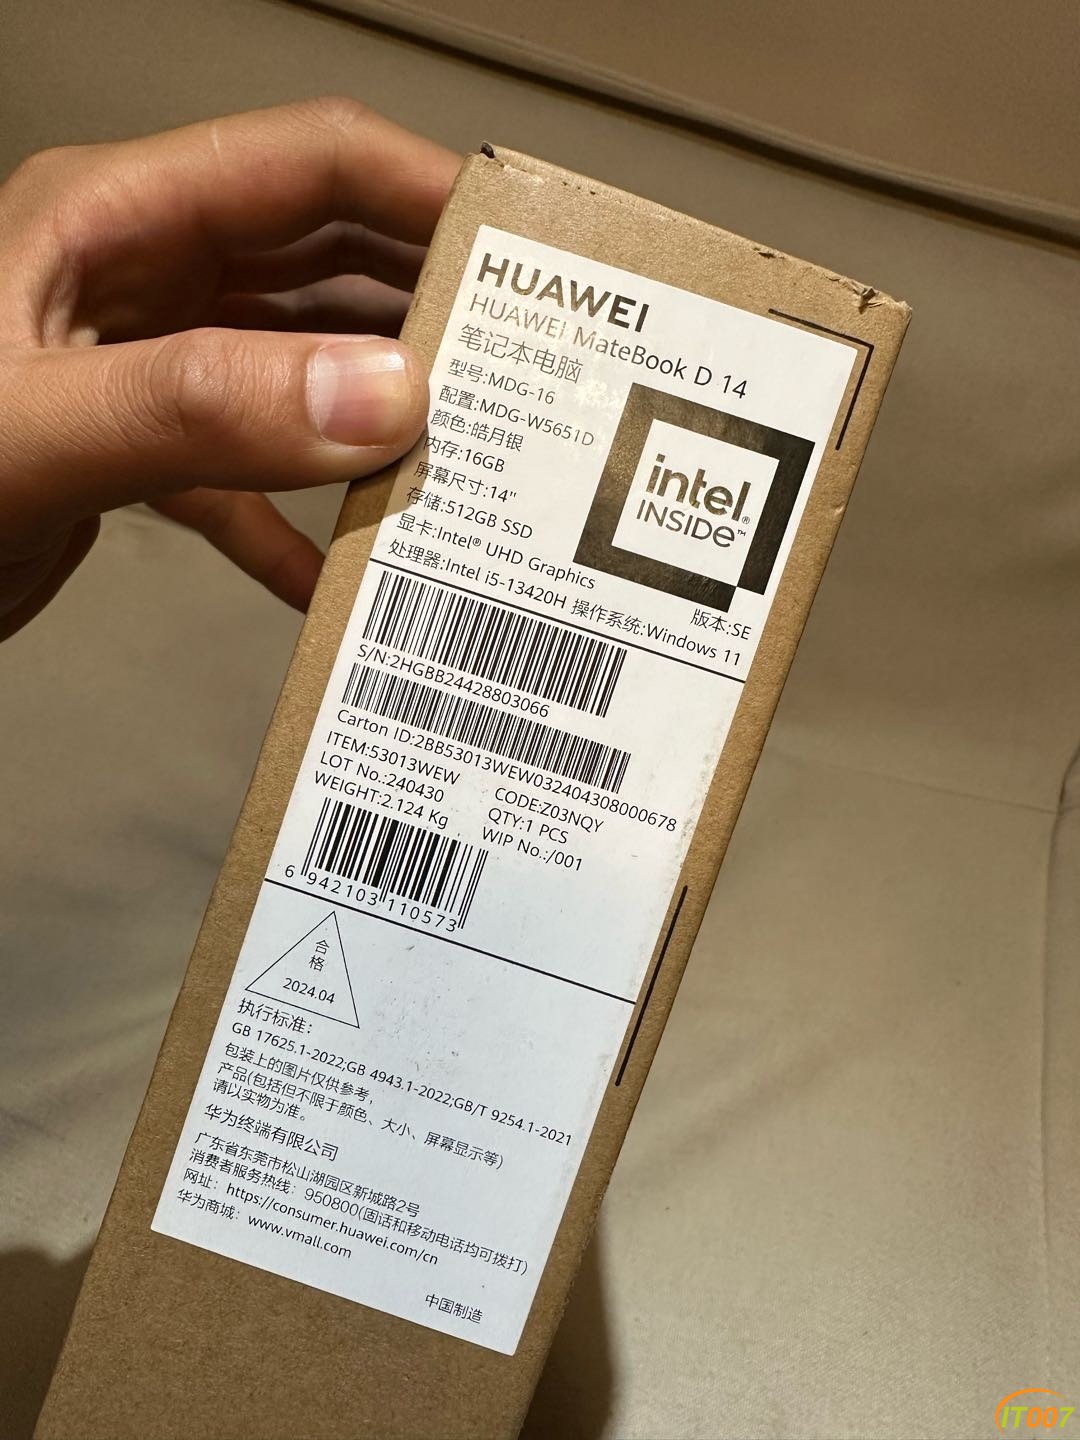 HUAWEI
HUAWEI MateBook D 14
笔记本电脑
型号:MDG-16
配置:MDG-W5651D
颜色:皓月银
内存:16GB
屏幕尺寸:14"
存储:512GB SSD
显卡:Intel® UHD Graphics
处理器:Intel i5-13420H 操作系统:Windows 11
版本:SE
intel®
INSIDE™
S/N:2HGBB24428803066
Carton ID:2BB53013WEW032404308000678
ITEM:53013WEW CODE:Z03NQY
LOT No.:240430 QTY:1 PCS
WEIGHT:2.124 Kg WIP No.:/001
6 942103 110573
合格
2024.04
执行标准：
GB 17625.1-2022;GB 4943.1-2022;GB/T 9254.1-2021
包装上的图片仅供参考，
产品(包括但不限于颜色、大小、屏幕显示等)
请以实物为准。
华为终端有限公司
广东省东莞市松山湖园区新城路2号
消费者服务热线：950800(固话和移动电话均可拨打)
网址：https://consumer.huawei.com/cn
华为商城：www.vmall.com
中国制造
IT007